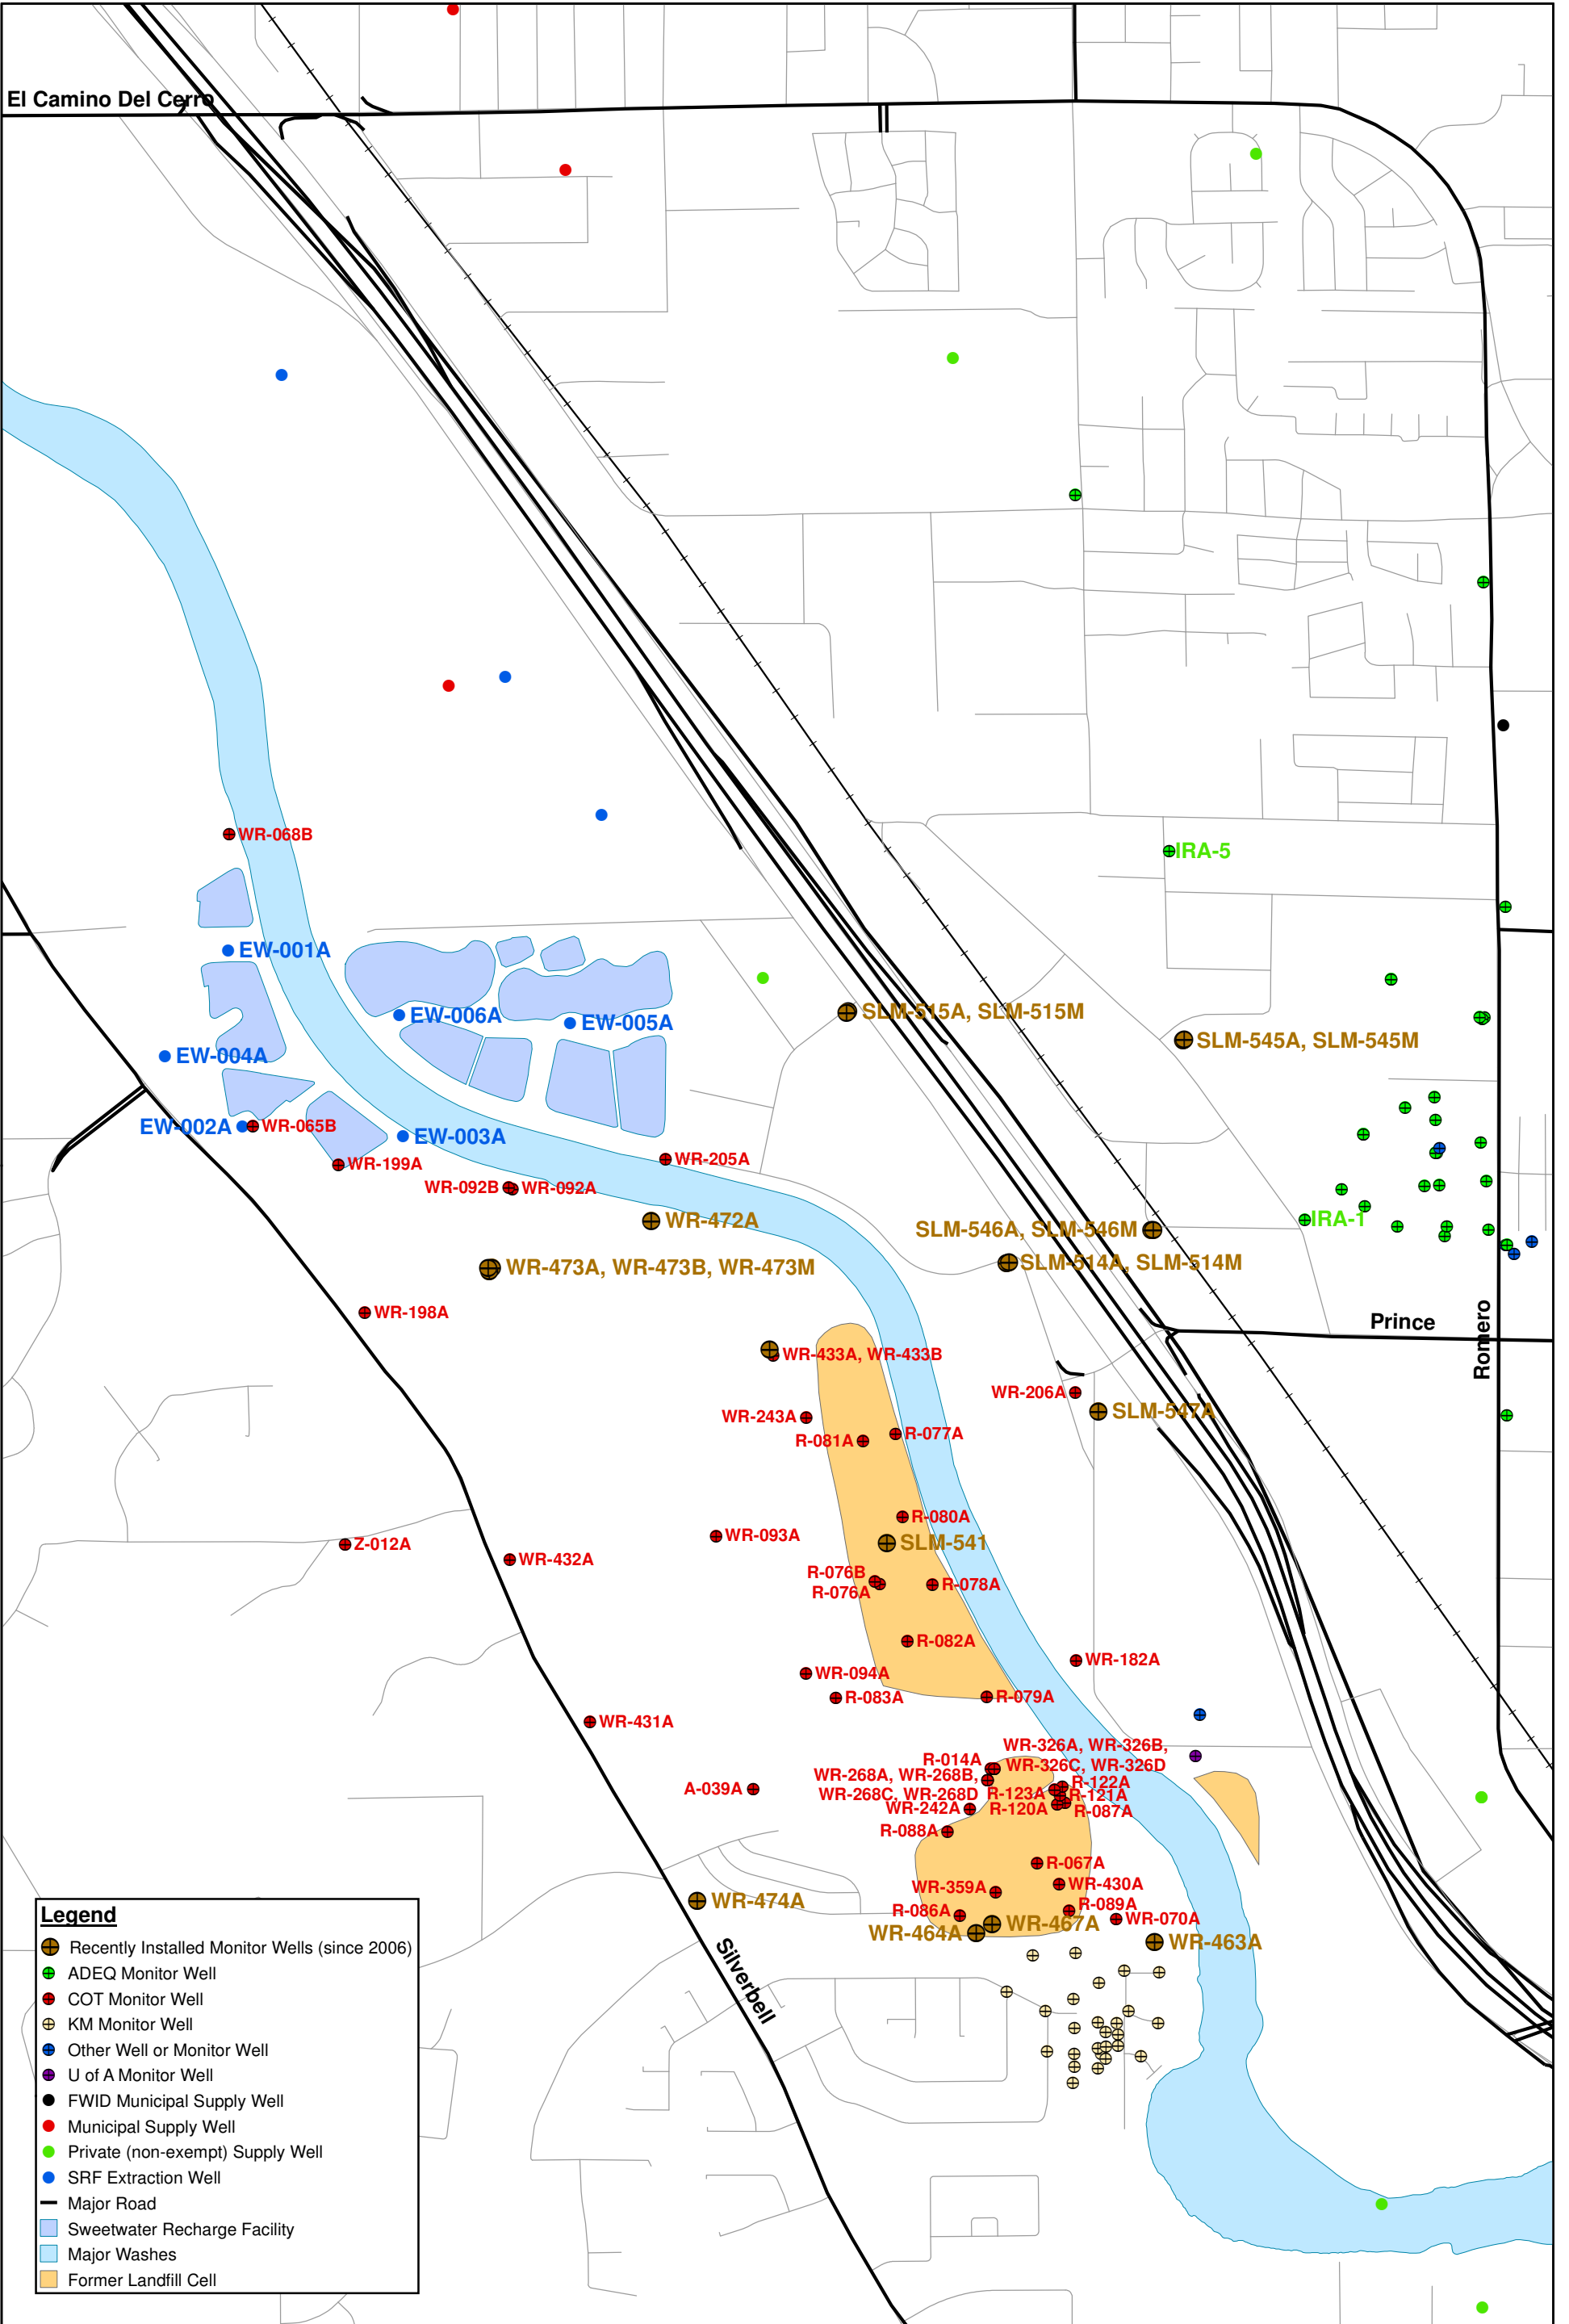 El Camino Del Cerro
WR-068B
IRA-5
EW-001A
EW-006A
EW-005A
SLM-515A, SLM-515M
SLM-545A, SLM-545M
EW-004A
EW-002A
WR-065B
EW-003A
WR-199A
WR-205A
WR-092B
WR-092A
WR-472A
IRA-1
SLM-546A, SLM-546M
WR-473A, WR-473B, WR-473M
SLM-514A, SLM-514M
WR-198A
Prince
Romero
WR-433A, WR-433B
WR-206A
SLM-547A
WR-243A
R-077A
R-081A
R-080A
WR-093A
SLM-541
Z-012A
WR-432A
R-076B
R-076A
R-078A
R-082A
WR-182A
WR-094A
R-083A
R-079A
WR-431A
WR-326A, WR-326B,
WR-326C, WR-326D
R-014A
WR-268A, WR-268B,
WR-268C, WR-268D
R-122A
R-123A
R-121A
A-039A
WR-242A
R-120A
R-087A
R-088A
R-067A
WR-430A
WR-359A
WR-474A
R-086A
R-089A
WR-070A
WR-467A
WR-464A
WR-463A
Silverbell
Legend
Recently Installed Monitor Wells (since 2006)
ADEQ Monitor Well
COT Monitor Well
KM Monitor Well
Other Well or Monitor Well
U of A Monitor Well
FWID Municipal Supply Well
Municipal Supply Well
Private (non-exempt) Supply Well
SRF Extraction Well
Major Road
Sweetwater Recharge Facility
Major Washes
Former Landfill Cell